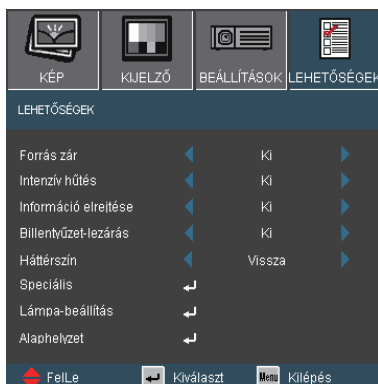 KÉP KIJELZŐ BEÁLLÍTÁSOK LEHETŐSÉGEK
LEHETŐSÉGEK
Forrás zár Ki
Intenzív hűtés Ki
Információ elrejtése Ki
Billentyűzet-lezárás Ki
Háttérszín Vissza
Speciális
Lámpa-beállítás
Alaphelyzet
FelLe Kiválaszt Menu Kilépés